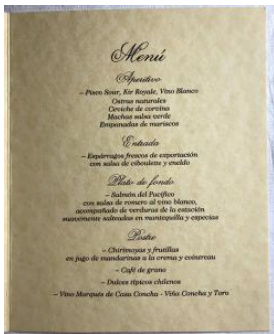 Menú
Aperitivo
– Pisco Sour, Kir Royale, Vino Blanco
Ostras naturales
Ceviche de corvina
Machas salsa verde
Empanadas de mariscos
Entrada
– Espárragos frescos de exportación
con salsa de ciboulette y eneldo
Plato de fondo
– Salmón del Pacífico
con salsa de romero al vino blanco,
acompañado de verduras de la estación
suavemente salteadas en mantequilla y especias
Postre
– Chirimoyas y frutillas
en jugo de mandarinas a la crema y cointreau
– Café de grano
– Dulces típicos chilenos
– Vino Marqués de Casa Concha - Viña Concha y Toro